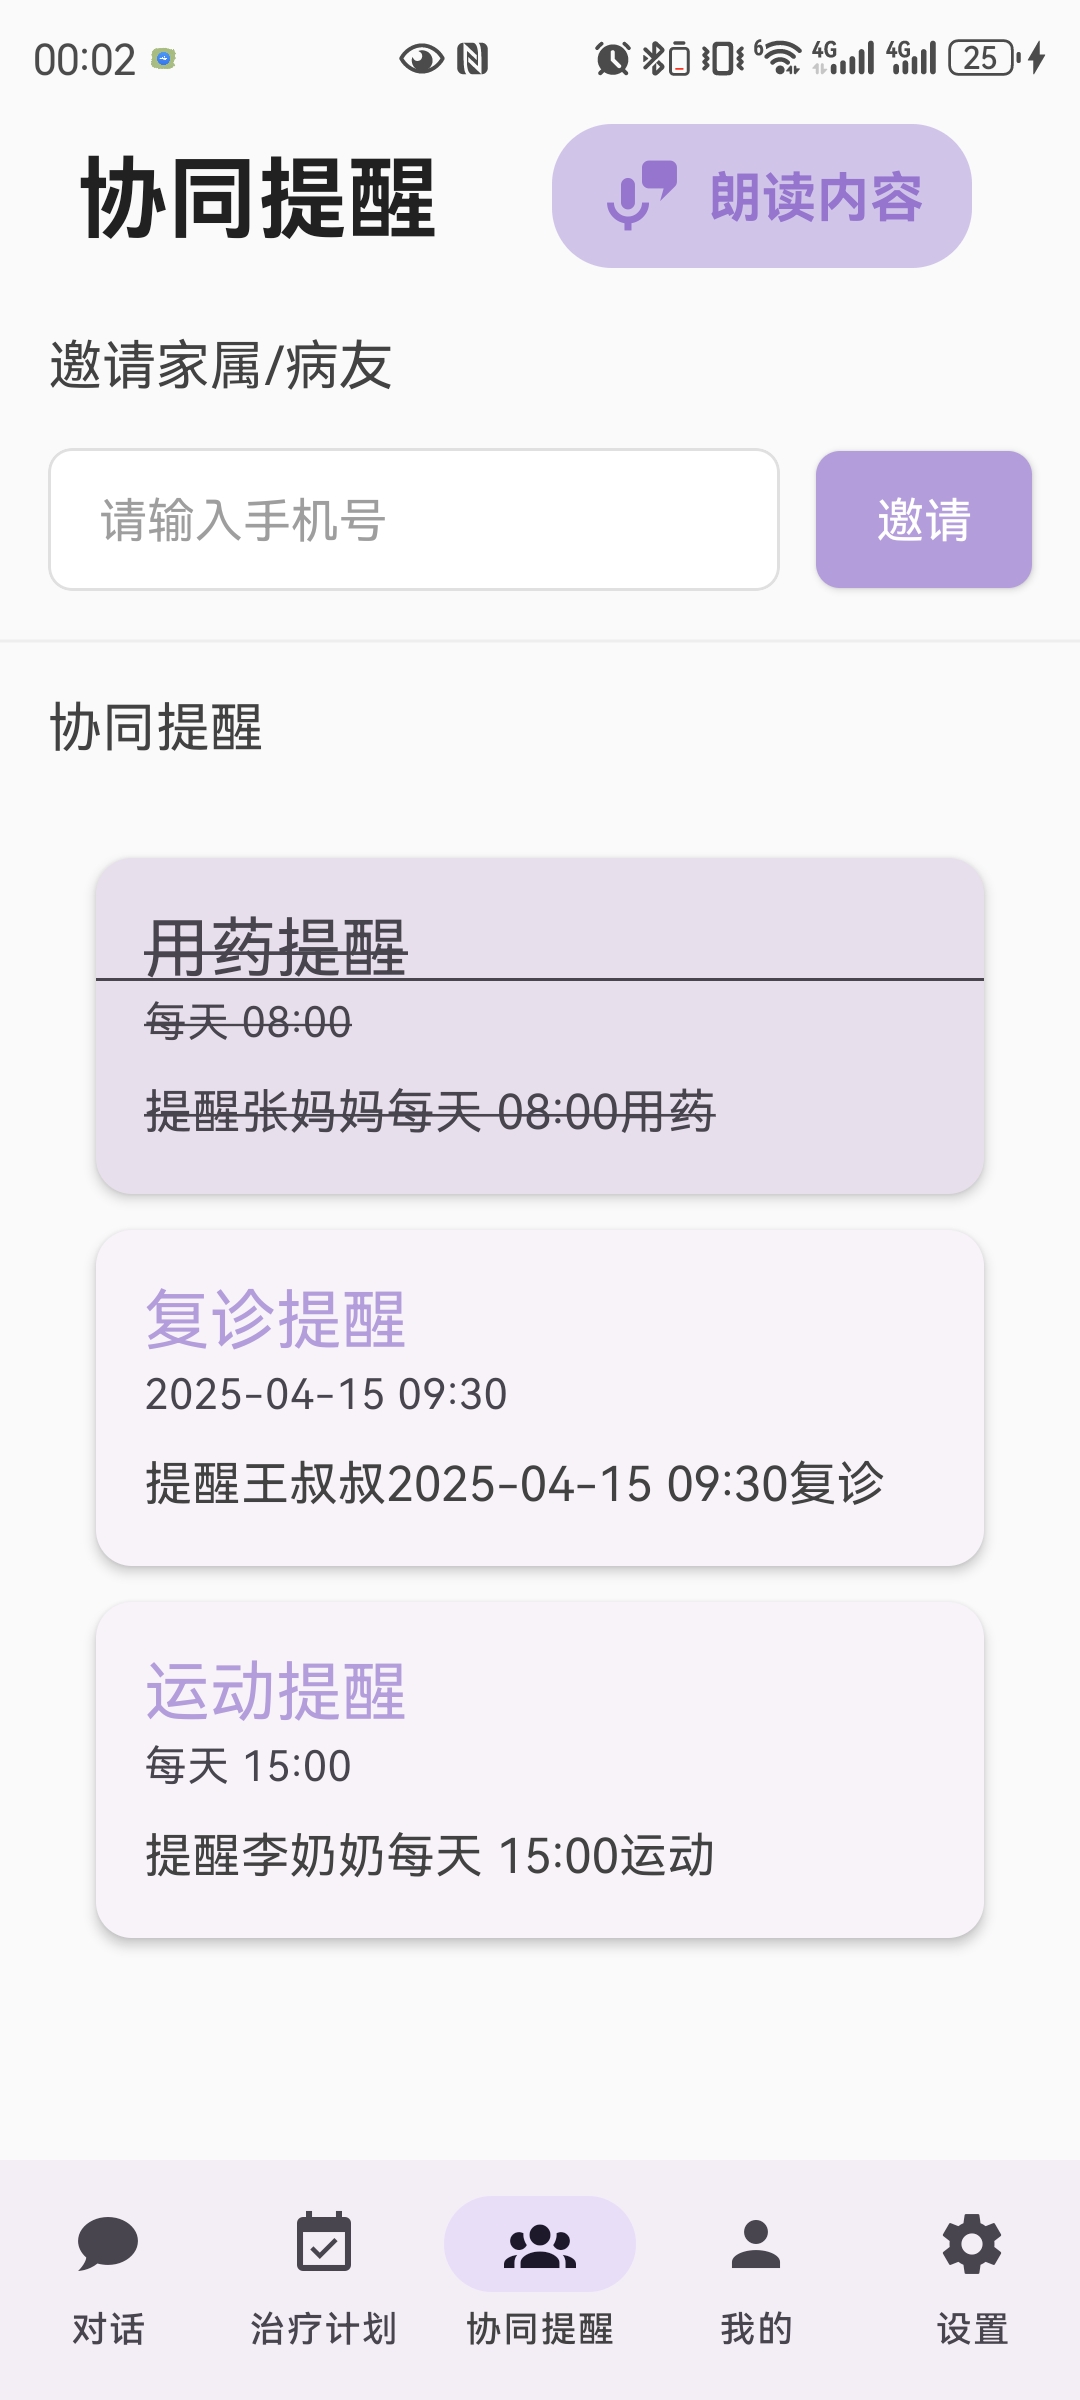 00:02
6 4G 4G 25
协同提醒
朗读内容
邀请家属/病友
请输入手机号
邀请
协同提醒
用药提醒
每天 08:00
提醒张妈妈每天 08:00用药
复诊提醒
2025-04-15 09:30
提醒王叔叔2025-04-15 09:30复诊
运动提醒
每天 15:00
提醒李奶奶每天 15:00运动
对话
治疗计划
协同提醒
我的
设置